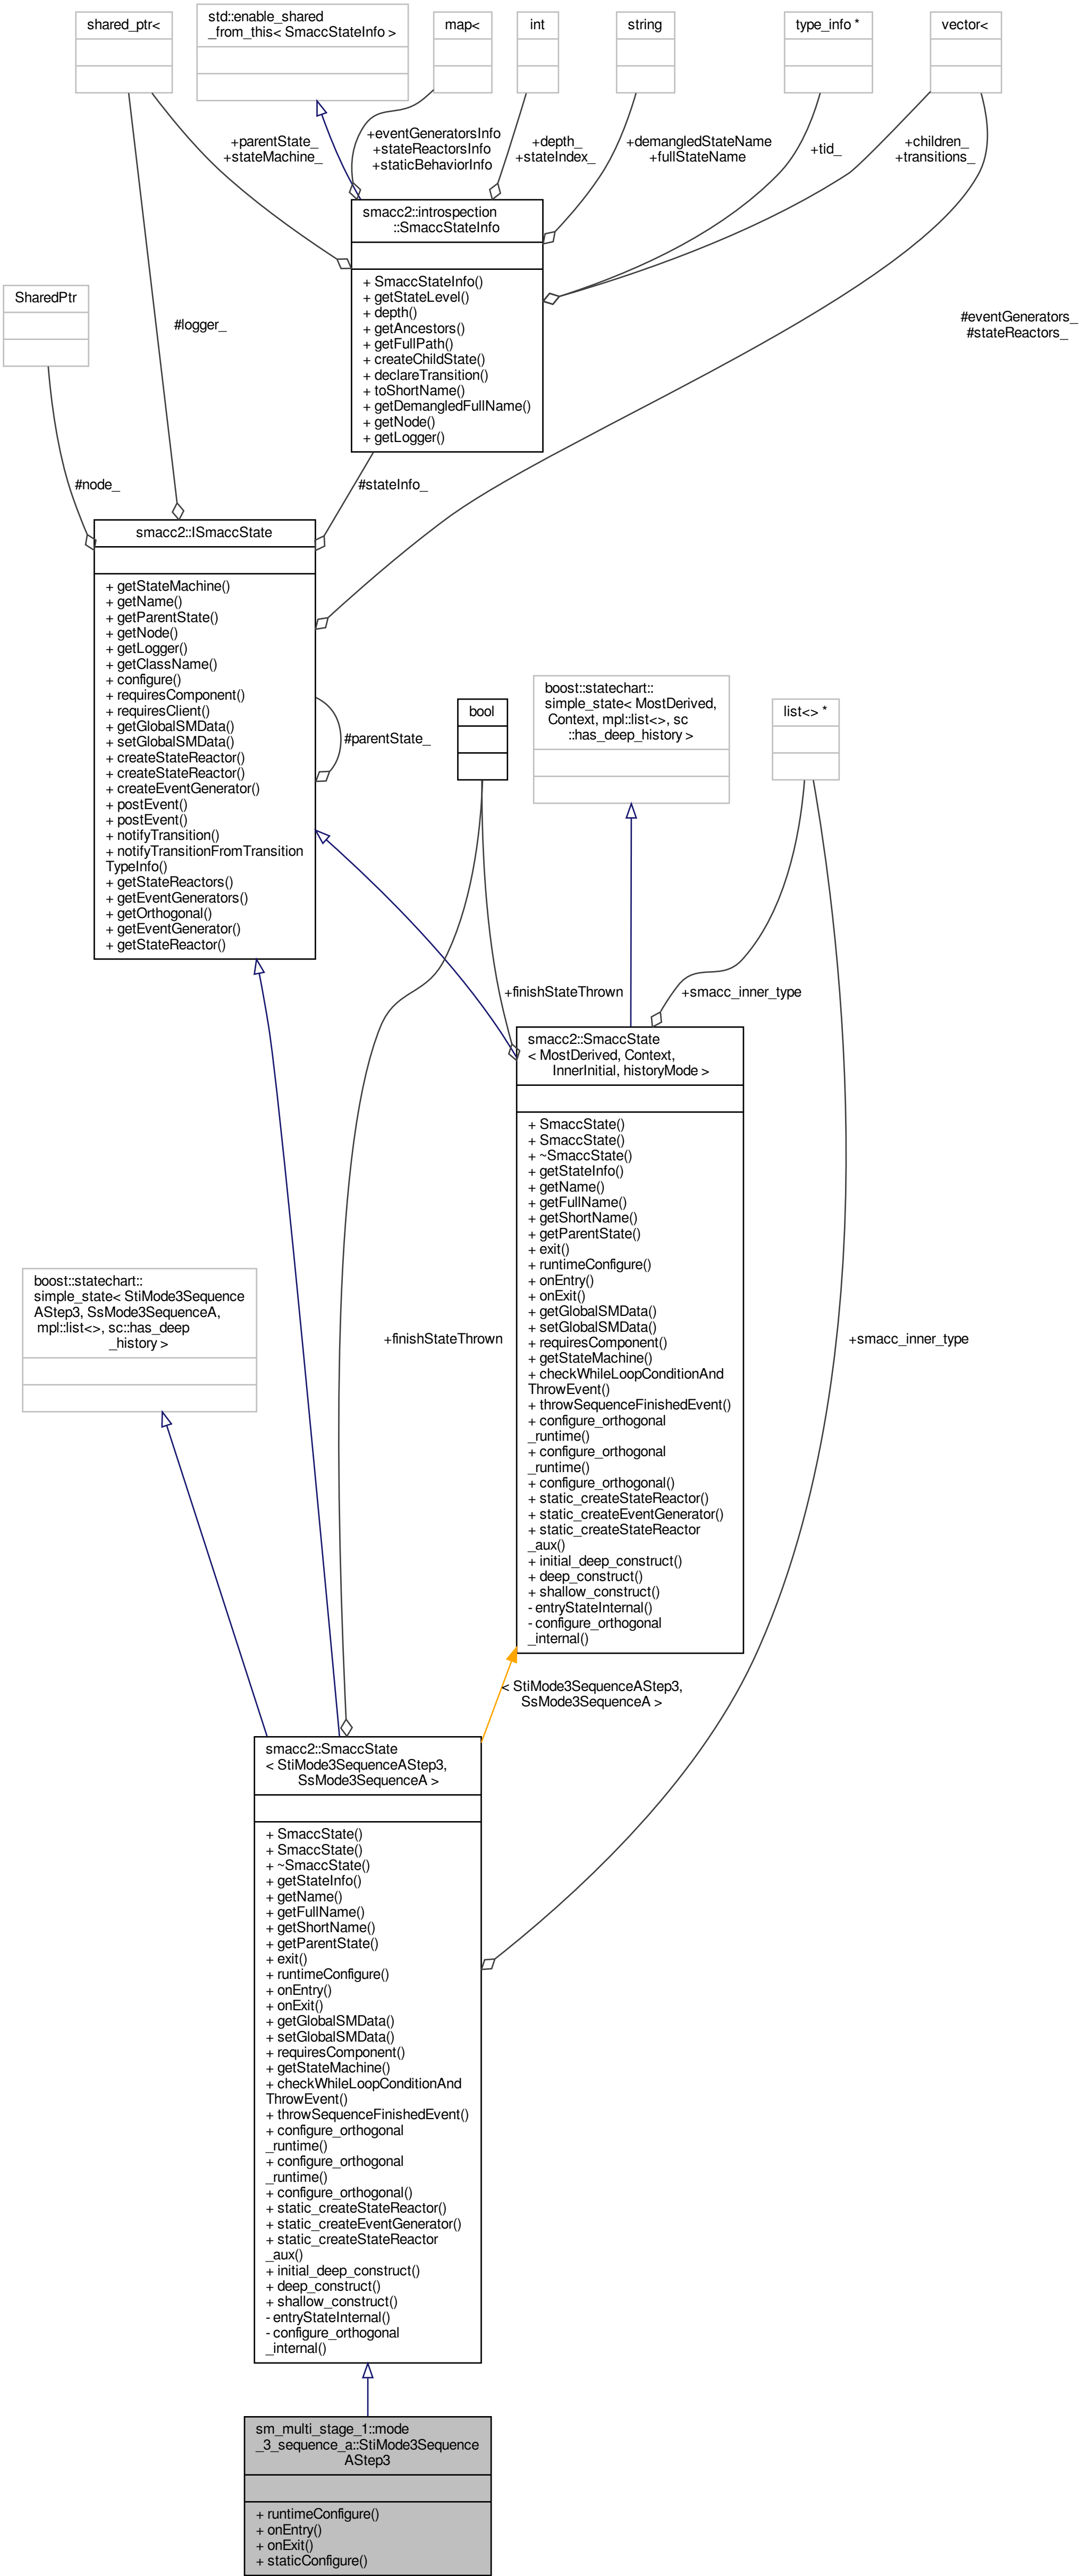 shared_ptr<
std::enable_shared
_from_this< SmaccStateInfo >
map<
int
string
type_info *
vector<
+parentState_
+stateMachine_
+eventGeneratorsInfo
+stateReactorsInfo
+staticBehaviorInfo
+depth_
+stateIndex_
+demangledStateName
+fullStateName
+tid_
+children_
+transitions_
smacc2::introspection
::SmaccStateInfo
+ SmaccStateInfo()
+ getStateLevel()
+ depth()
+ getAncestors()
+ getFullPath()
+ createChildState()
+ declareTransition()
+ toShortName()
+ getDemangledFullName()
+ getNode()
+ getLogger()
SharedPtr
#logger_
#eventGenerators_
#stateReactors_
#node_
#stateInfo_
smacc2::ISmaccState
+ getStateMachine()
+ getName()
+ getParentState()
+ getNode()
+ getLogger()
+ getClassName()
+ configure()
+ requiresComponent()
+ requiresClient()
+ getGlobalSMData()
+ setGlobalSMData()
+ createStateReactor()
+ createStateReactor()
+ createEventGenerator()
+ postEvent()
+ postEvent()
+ notifyTransition()
+ notifyTransitionFromTransition
TypeInfo()
+ getStateReactors()
+ getEventGenerators()
+ getOrthogonal()
+ getEventGenerator()
+ getStateReactor()
#parentState_
bool
boost::statechart::
simple_state< MostDerived,
Context, mpl::list<>, sc
::has_deep_history >
list<> *
+finishStateThrown
+smacc_inner_type
smacc2::SmaccState
< MostDerived, Context,
InnerInitial, historyMode >
+ SmaccState()
+ SmaccState()
+ ~SmaccState()
+ getStateInfo()
+ getName()
+ getFullName()
+ getShortName()
+ getParentState()
+ exit()
+ runtimeConfigure()
+ onEntry()
+ onExit()
+ getGlobalSMData()
+ setGlobalSMData()
+ requiresComponent()
+ getStateMachine()
+ checkWhileLoopConditionAnd
ThrowEvent()
+ throwSequenceFinishedEvent()
+ configure_orthogonal
_runtime()
+ configure_orthogonal
_runtime()
+ configure_orthogonal()
+ static_createStateReactor()
+ static_createEventGenerator()
+ static_createStateReactor
_aux()
+ initial_deep_construct()
+ deep_construct()
+ shallow_construct()
- entryStateInternal()
- configure_orthogonal
_internal()
boost::statechart::
simple_state< StiMode3Sequence
AStep3, SsMode3SequenceA,
mpl::list<>, sc::has_deep
_history >
+finishStateThrown
+smacc_inner_type
< StiMode3SequenceAStep3,
SsMode3SequenceA >
smacc2::SmaccState
< StiMode3SequenceAStep3,
SsMode3SequenceA >
+ SmaccState()
+ SmaccState()
+ ~SmaccState()
+ getStateInfo()
+ getName()
+ getFullName()
+ getShortName()
+ getParentState()
+ exit()
+ runtimeConfigure()
+ onEntry()
+ onExit()
+ getGlobalSMData()
+ setGlobalSMData()
+ requiresComponent()
+ getStateMachine()
+ checkWhileLoopConditionAnd
ThrowEvent()
+ throwSequenceFinishedEvent()
+ configure_orthogonal
_runtime()
+ configure_orthogonal
_runtime()
+ configure_orthogonal()
+ static_createStateReactor()
+ static_createEventGenerator()
+ static_createStateReactor
_aux()
+ initial_deep_construct()
+ deep_construct()
+ shallow_construct()
- entryStateInternal()
- configure_orthogonal
_internal()
sm_multi_stage_1::mode
_3_sequence_a::StiMode3Sequence
AStep3
+ runtimeConfigure()
+ onEntry()
+ onExit()
+ staticConfigure()